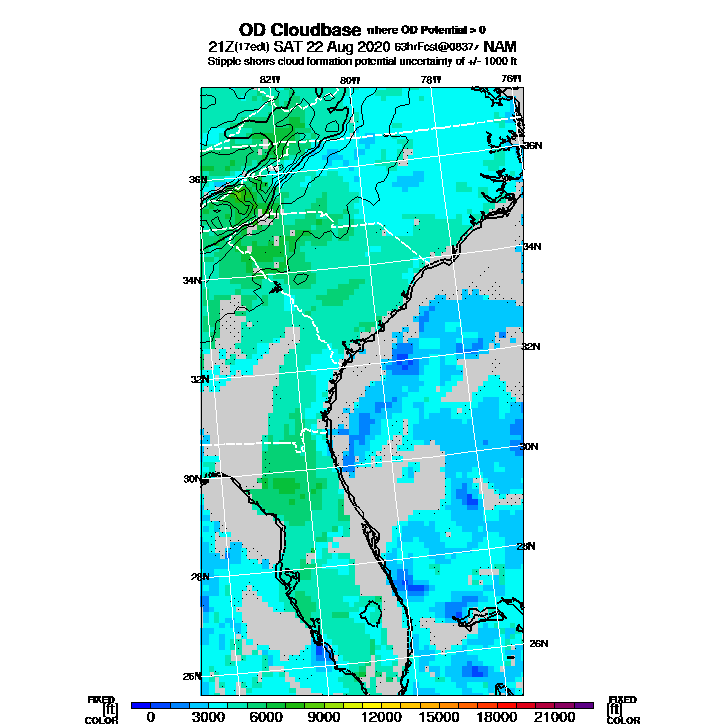 OD Cloudbase where OD Potential > 0
21Z(17edt) SAT 22 Aug 2020 63hrFcst@0837z NAM
Stipple shows cloud formation potential uncertainty of +/- 1000 ft
82W 80W 78W 76W
36N
36N
34N
34N
32N
32N
30N
30N
28N
28N
26N
26N
FIXED FIXED
[ft] [ft]
COLOR COLOR
0 3000 6000 9000 12000 15000 18000 21000